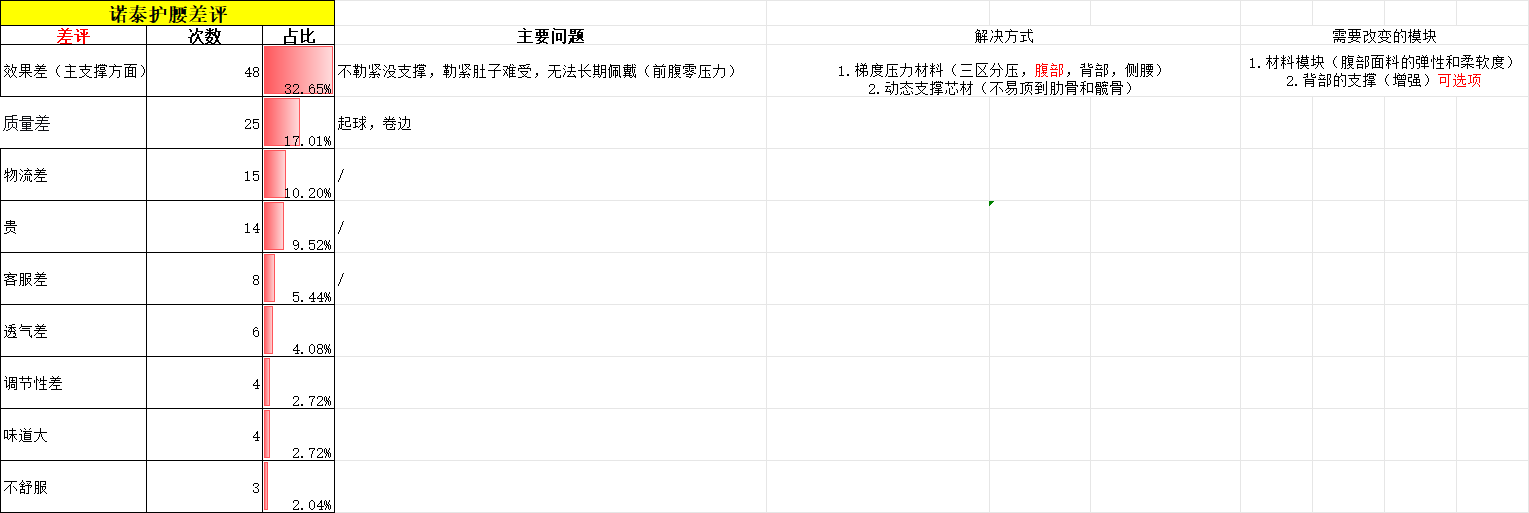 诺泰护腰差评
差评 次数 占比 主要问题 解决方式 需要改变的模块
效果差（主支撑方面） 48 32.65% 不勒紧没支撑，勒紧肚子难受，无法长期佩戴（前腹零压力） 1.梯度压力材料（三区分压，腹部，背部，侧腰） 1.材料模块（腹部面料的弹性和柔软度）
2.动态支撑芯材（不易顶到肋骨和髋骨） 2.背部的支撑（增强）可选项
质量差 25 17.01% 起球，卷边
物流差 15 10.20% /
贵 14 9.52% /
客服差 8 5.44% /
透气差 6 4.08%
调节性差 4 2.72%
味道大 4 2.72%
不舒服 3 2.04%